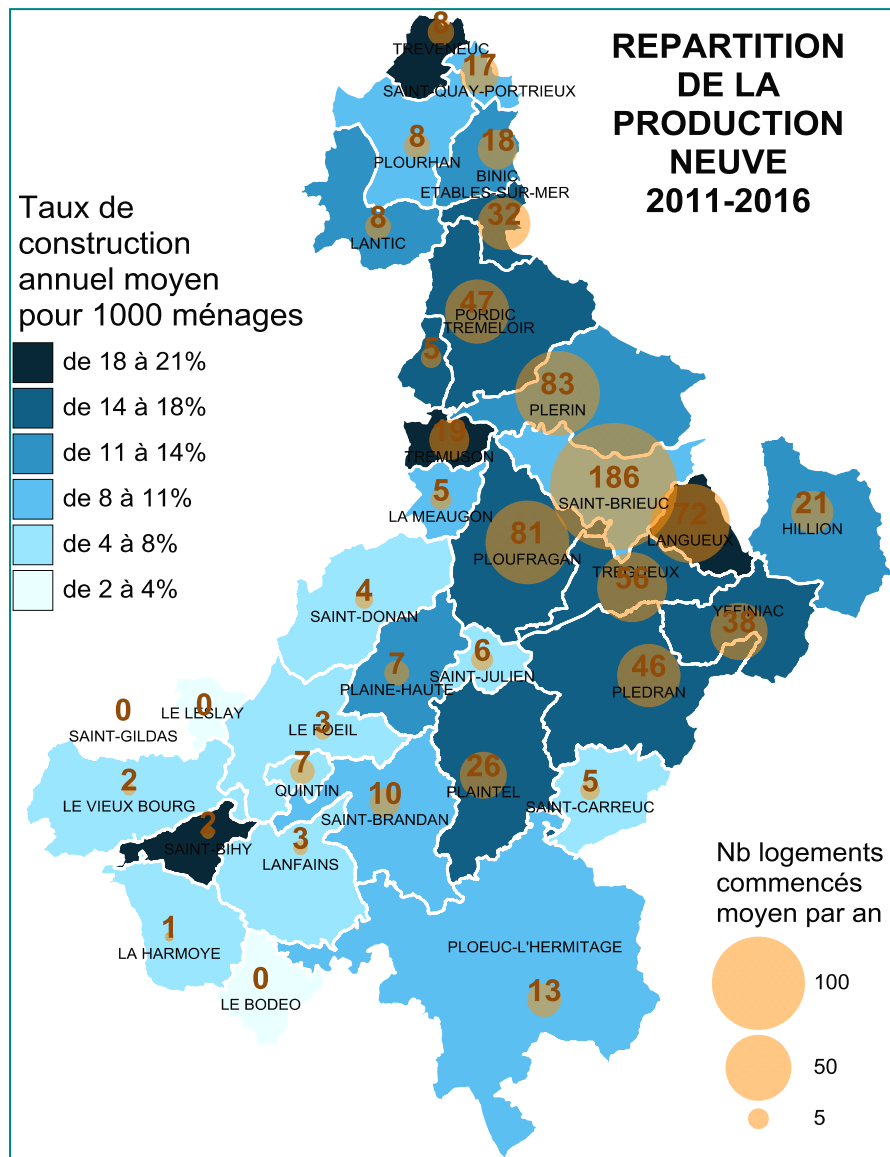 REPARTITION
DE LA
PRODUCTION
NEUVE
2011-2016
Taux de
construction
annuel moyen
pour 1000 ménages
de 18 à 21%
de 14 à 18%
de 11 à 14%
de 8 à 11%
de 4 à 8%
de 2 à 4%
8
TREVENEUC
17
SAINT-QUAY-PORTRIEUX
8
PLOURHAN
18
BINIC
ETABLES-SUR-MER
32
8
LANTIC
47
PORDIC
TREMELOIR
5
83
PLERIN
19
TREMUSON
186
SAINT-BRIEUC
5
LA MEAUGON
81
PLOUFRAGAN
72
LANGUEUX
21
HILLION
56
TREGUEUX
4
SAINT-DONAN
YFFINIAC
38
6
SAINT-JULIEN
7
PLAINE-HAUTE
46
PLEDRAN
0
SAINT-GILDAS
0
LE LESLAY
3
LE FOEIL
7
QUINTIN
2
LE VIEUX BOURG
10
SAINT-BRANDAN
26
PLAINTEL
5
SAINT-CARREUC
2
SAINT-BIHY
3
LANFAINS
1
LA HARMOYE
0
LE BODEO
PLOEUC-L'HERMITAGE
13
Nb logements
commencés
moyen par an
100
50
5